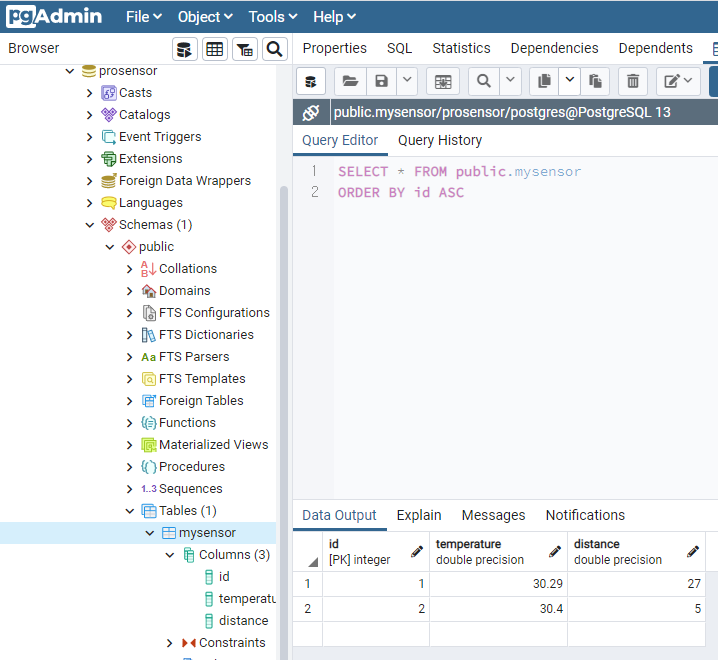 pgAdmin File Object Tools Help
Browser
Properties SQL Statistics Dependencies Dependents
prosensor
Casts
Catalogs
Event Triggers
Extensions
Foreign Data Wrappers
Languages
Schemas (1)
public
Collations
Domains
FTS Configurations
FTS Dictionaries
Aa FTS Parsers
FTS Templates
Foreign Tables
Functions
Materialized Views
Procedures
1..3 Sequences
Tables (1)
mysensor
Columns (3)
id
temperatu
distance
Constraints
public.mysensor/prosensor/postgres@PostgreSQL 13
Query Editor Query History
1 SELECT * FROM public.mysensor
2 ORDER BY id ASC
Data Output Explain Messages Notifications
id temperature distance
[PK] integer double precision double precision
1 1 30.29 27
2 2 30.4 5